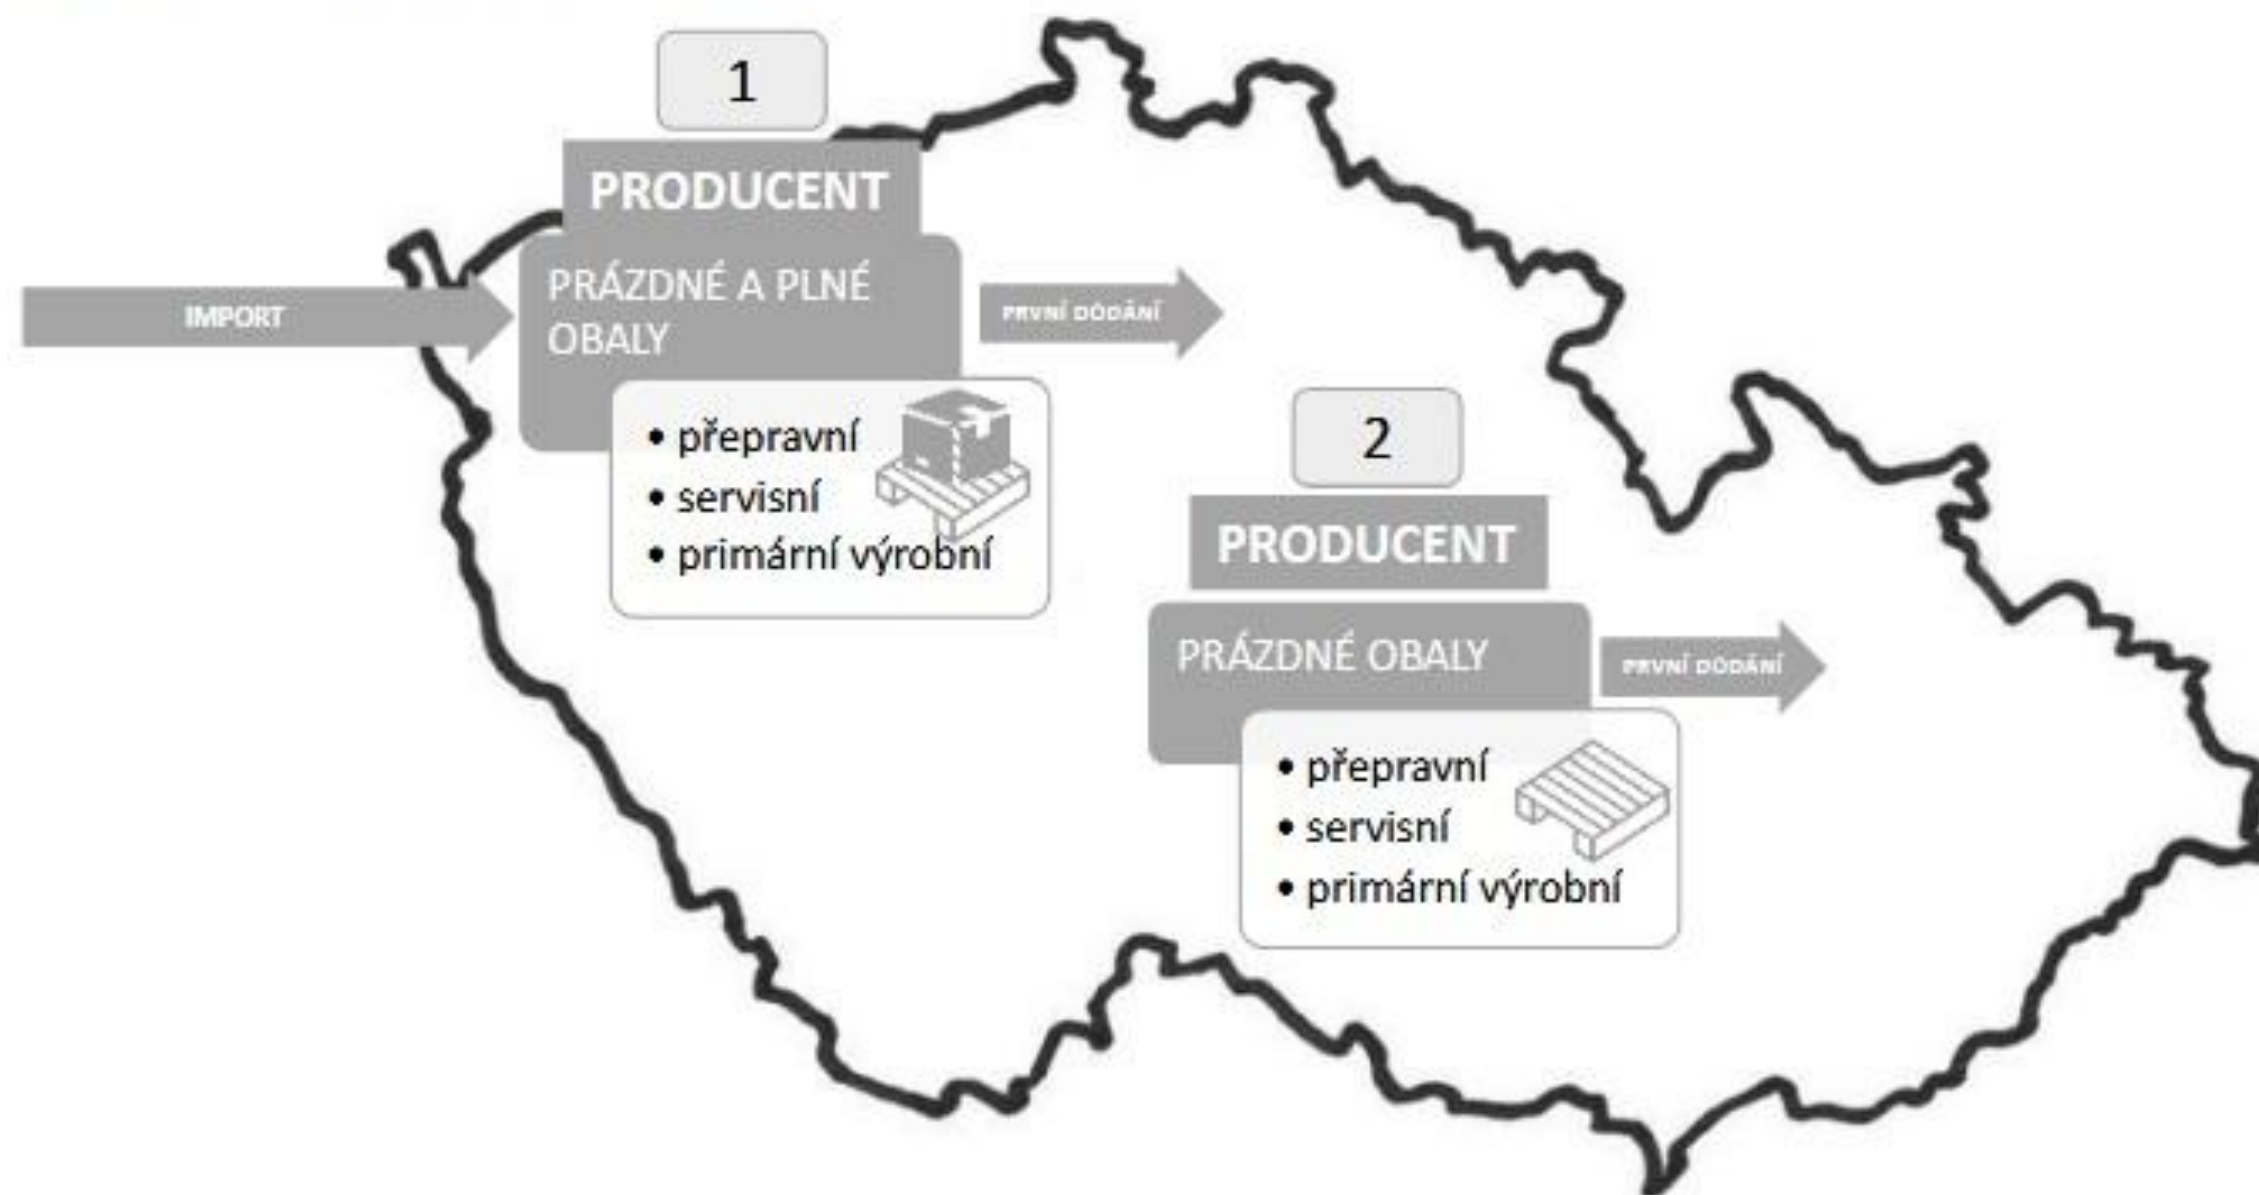 1
PRODUCENT
IMPORT
PRÁZDNÉ A PLNÉ
OBALY
PRVNÍ DODÁNÍ
• přepravní
• servisní
• primární výrobní
2
PRODUCENT
PRÁZDNÉ OBALY
PRVNÍ DODÁNÍ
• přepravní
• servisní
• primární výrobní